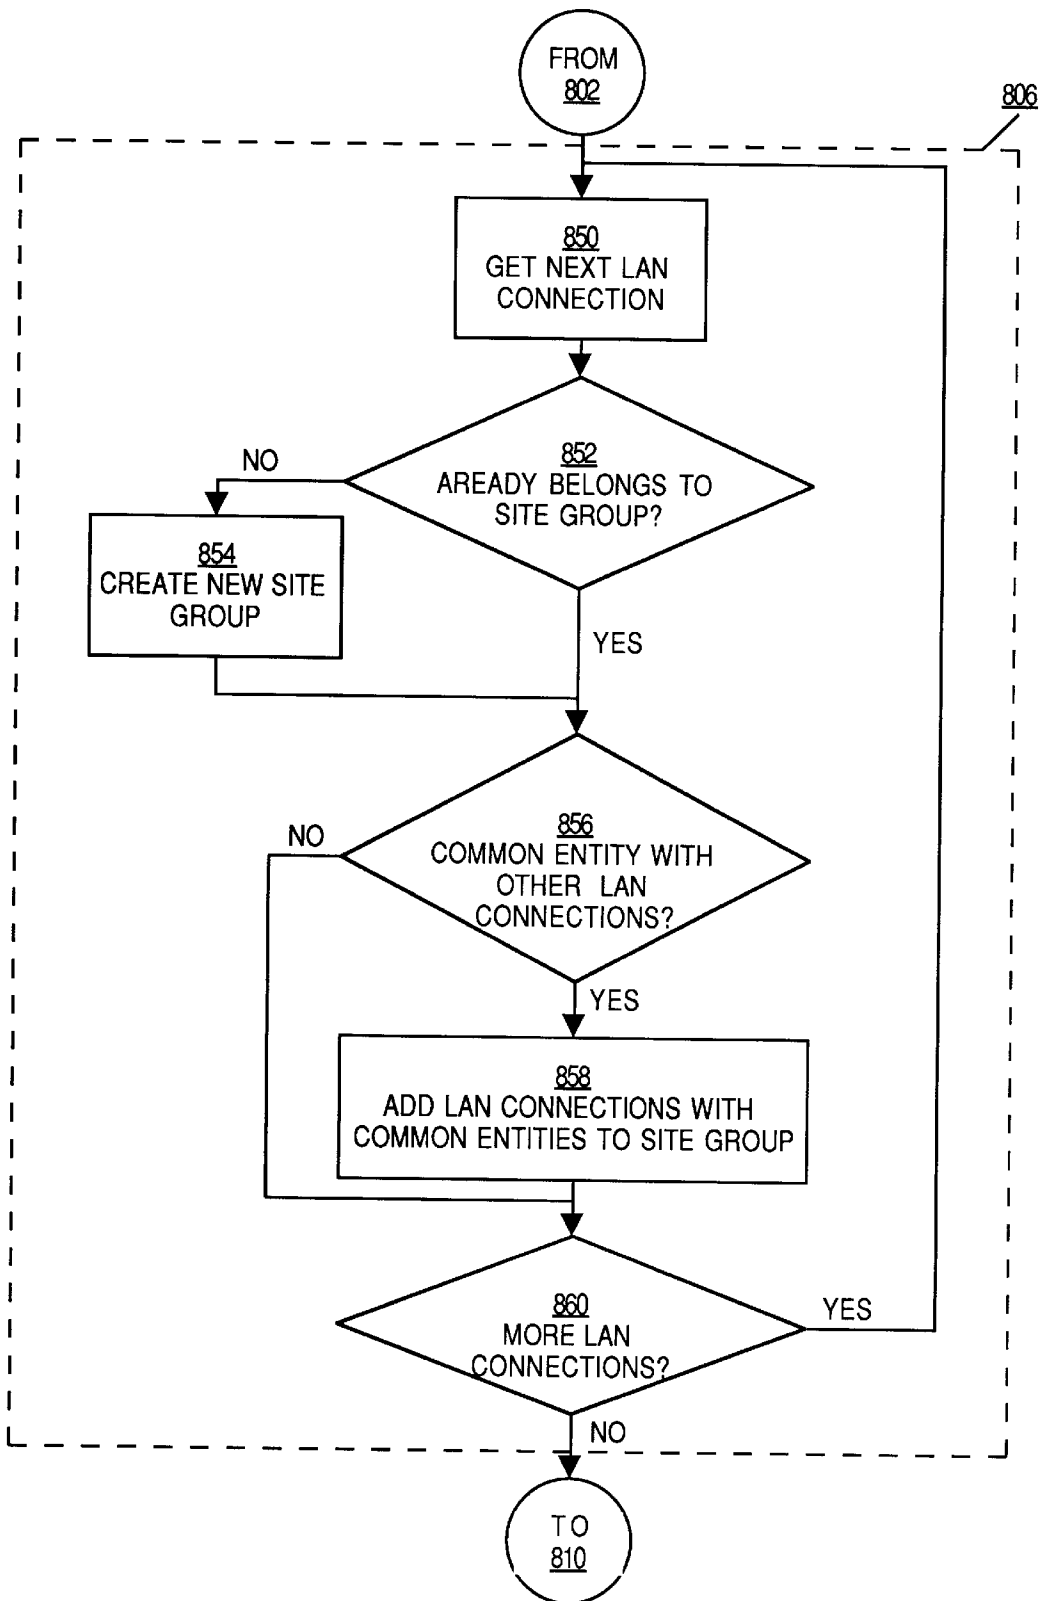 FROM
802
806
850
GET NEXT LAN
CONNECTION
852
AREADY BELONGS TO
SITE GROUP?
NO
854
CREATE NEW SITE
GROUP
YES
856
COMMON ENTITY WITH
OTHER LAN
CONNECTIONS?
NO
YES
858
ADD LAN CONNECTIONS WITH
COMMON ENTITIES TO SITE GROUP
860
MORE LAN
CONNECTIONS?
YES
NO
TO
810